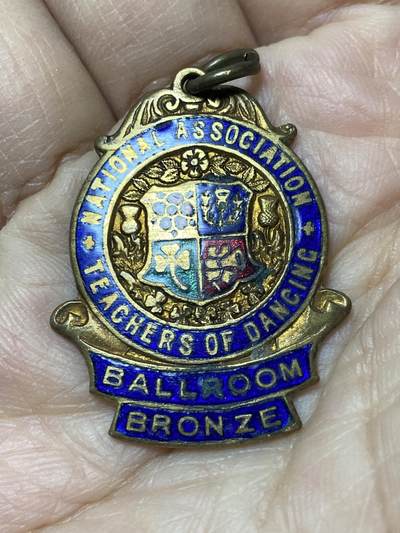 NATIONAL ASSOCIATION
TEACHERS OF DANCING
BALLROOM
BRONZE